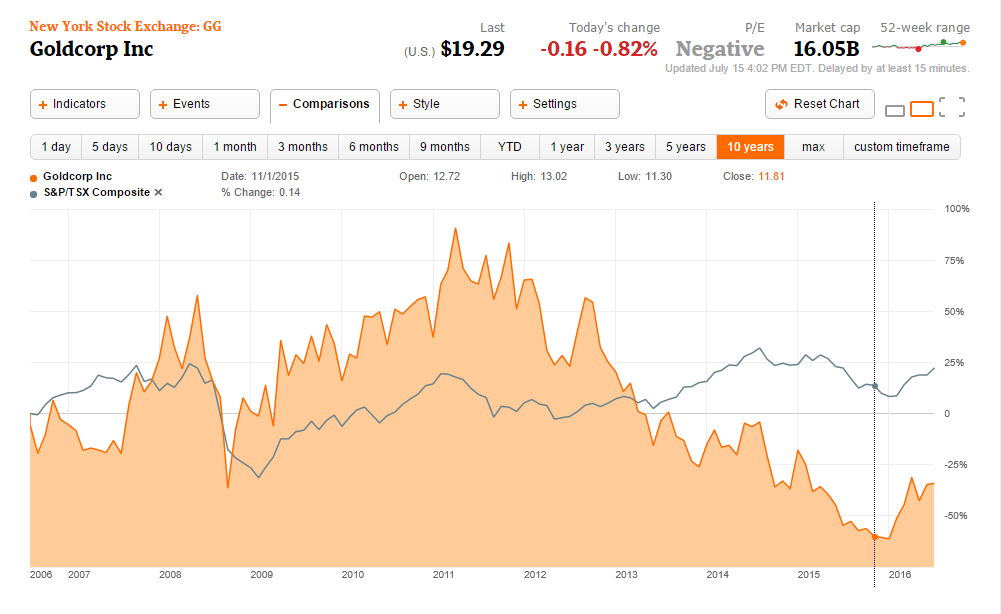 New York Stock Exchange: GG
Goldcorp Inc
Last
(U.S.) $19.29
Today's change
-0.16 -0.82%
P/E
Negative
Market cap
16.05B
52-week range
Updated July 15 4:02 PM EDT. Delayed by at least 15 minutes.
+ Indicators
+ Events
– Comparisons
+ Style
+ Settings
Reset Chart
1 day 5 days 10 days 1 month 3 months 6 months 9 months YTD 1 year 3 years 5 years 10 years max custom timeframe
Goldcorp Inc Date: 11/1/2015 Open: 12.72 High: 13.02 Low: 11.30 Close: 11.81
S&P/TSX Composite × % Change: 0.14
100%
75%
50%
25%
0
-25%
-50%
2006 2007 2008 2009 2010 2011 2012 2013 2014 2015 2016